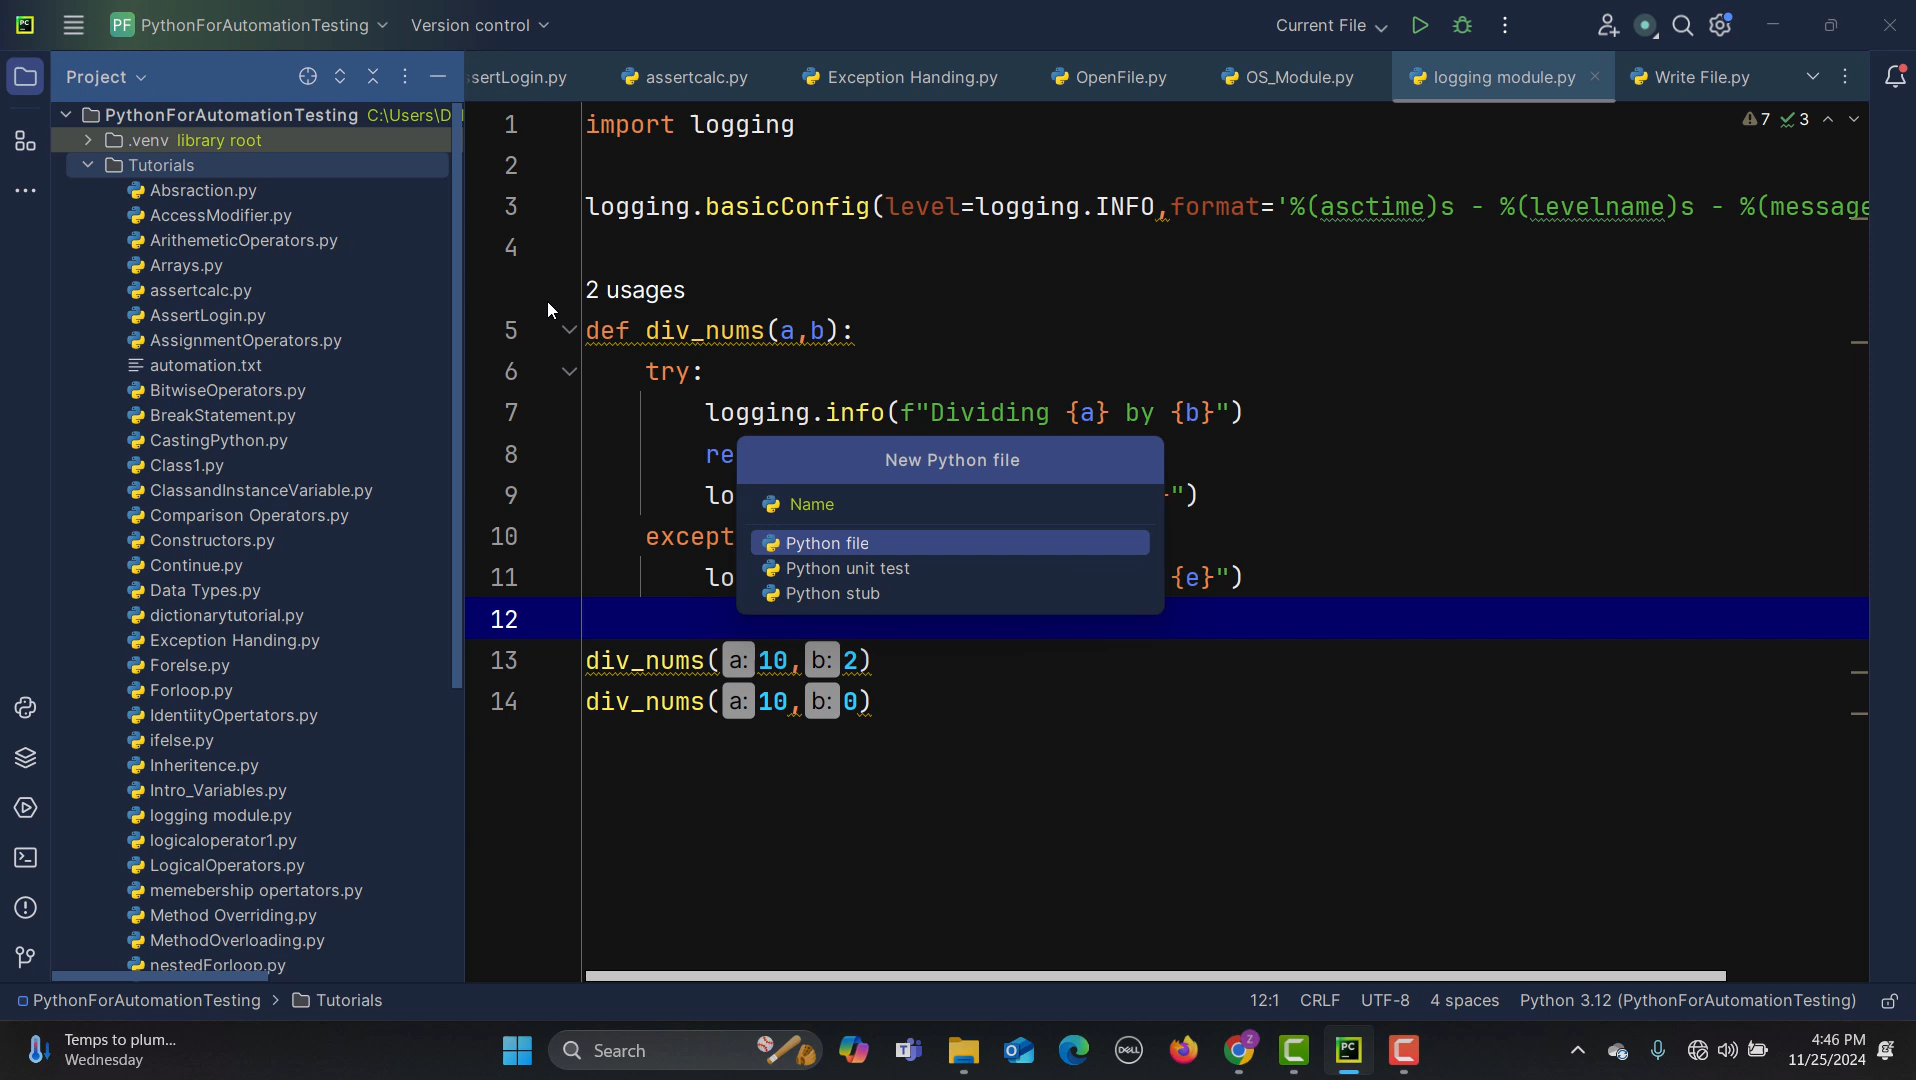 PC PF PythonForAutomationTesting Version control Current File
Project
sertLogin.py assertcalc.py Exception Handing.py OpenFile.py OS_Module.py logging module.py Write File.py
PythonForAutomationTesting C:\Users\D
.venv library root
Tutorials
Absraction.py
AccessModifier.py
ArithemeticOperators.py
Arrays.py
assertcalc.py
AssertLogin.py
AssignmentOperators.py
automation.txt
BitwiseOperators.py
BreakStatement.py
CastingPython.py
Class1.py
ClassandInstanceVariable.py
Comparison Operators.py
Constructors.py
Continue.py
Data Types.py
dictionarytutorial.py
Exception Handing.py
Forelse.py
Forloop.py
IdentiityOpertators.py
ifelse.py
Inheritence.py
Intro_Variables.py
logging module.py
logicaloperator1.py
LogicalOperators.py
memebership opertators.py
Method Overriding.py
MethodOverloading.py
nestedForloop.py
7 3
1 import logging
2
3 logging.basicConfig(level=logging.INFO,format='%(asctime)s - %(levelname)s - %(message
4
2 usages
5 def div_nums(a,b):
6 try:
7 logging.info(f"Dividing {a} by {b}")
8 re
9 lo }")
10 except
11 lo {e}")
12
13 div_nums( a: 10, b: 2)
14 div_nums( a: 10, b: 0)
New Python file
Name
Python file
Python unit test
Python stub
PythonForAutomationTesting > Tutorials 12:1 CRLF UTF-8 4 spaces Python 3.12 (PythonForAutomationTesting)
Temps to plum...
Wednesday
Search
DELL
Z
PC
4:46 PM
11/25/2024